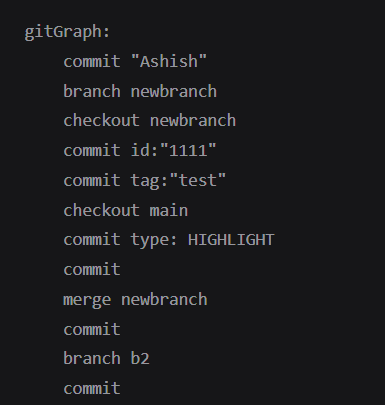 gitGraph:
commit "Ashish"
branch newbranch
checkout newbranch
commit id:"1111"
commit tag:"test"
checkout main
commit type: HIGHLIGHT
commit
merge newbranch
commit
branch b2
commit